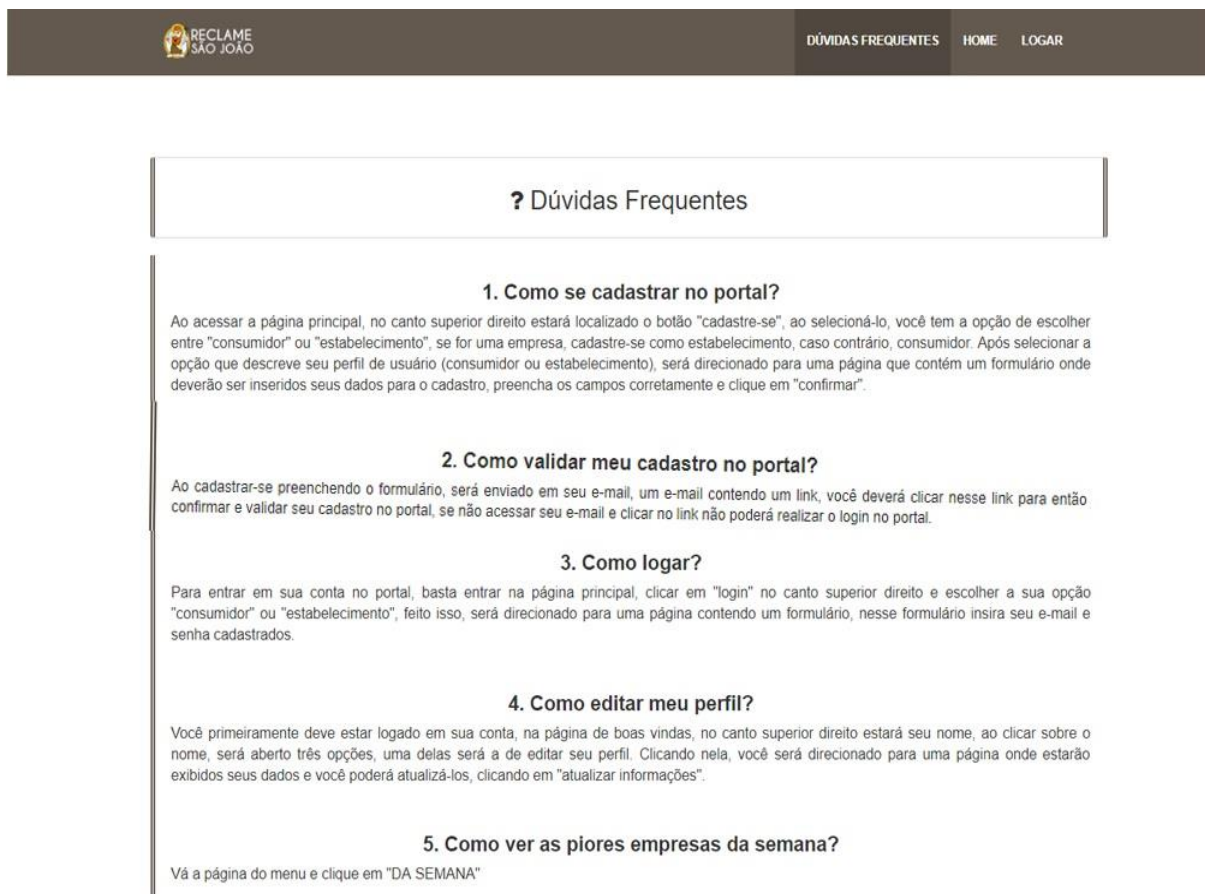 RECLAME
SÃO JOÃO
DÚVIDAS FREQUENTES HOME LOGAR
? Dúvidas Frequentes
1. Como se cadastrar no portal?
Ao acessar a página principal, no canto superior direito estará localizado o botão "cadastre-se", ao selecioná-lo, você tem a opção de escolher
entre "consumidor" ou "estabelecimento", se for uma empresa, cadastre-se como estabelecimento, caso contrário, consumidor. Após selecionar a
opção que descreve seu perfil de usuário (consumidor ou estabelecimento), será direcionado para uma página que contém um formulário onde
deverão ser inseridos seus dados para o cadastro, preencha os campos corretamente e clique em "confirmar".
2. Como validar meu cadastro no portal?
Ao cadastrar-se preenchendo o formulário, será enviado em seu e-mail, um e-mail contendo um link, você deverá clicar nesse link para então
confirmar e validar seu cadastro no portal, se não acessar seu e-mail e clicar no link não poderá realizar o login no portal.
3. Como logar?
Para entrar em sua conta no portal, basta entrar na página principal, clicar em "login" no canto superior direito e escolher a sua opção
"consumidor" ou "estabelecimento", feito isso, será direcionado para uma página contendo um formulário, nesse formulário insira seu e-mail e
senha cadastrados.
4. Como editar meu perfil?
Você primeiramente deve estar logado em sua conta, na página de boas vindas, no canto superior direito estará seu nome, ao clicar sobre o
nome, será aberto três opções, uma delas será a de editar seu perfil. Clicando nela, você será direcionado para uma página onde estarão
exibidos seus dados e você poderá atualizá-los, clicando em "atualizar informações".
5. Como ver as piores empresas da semana?
Vá a página do menu e clique em "DA SEMANA"